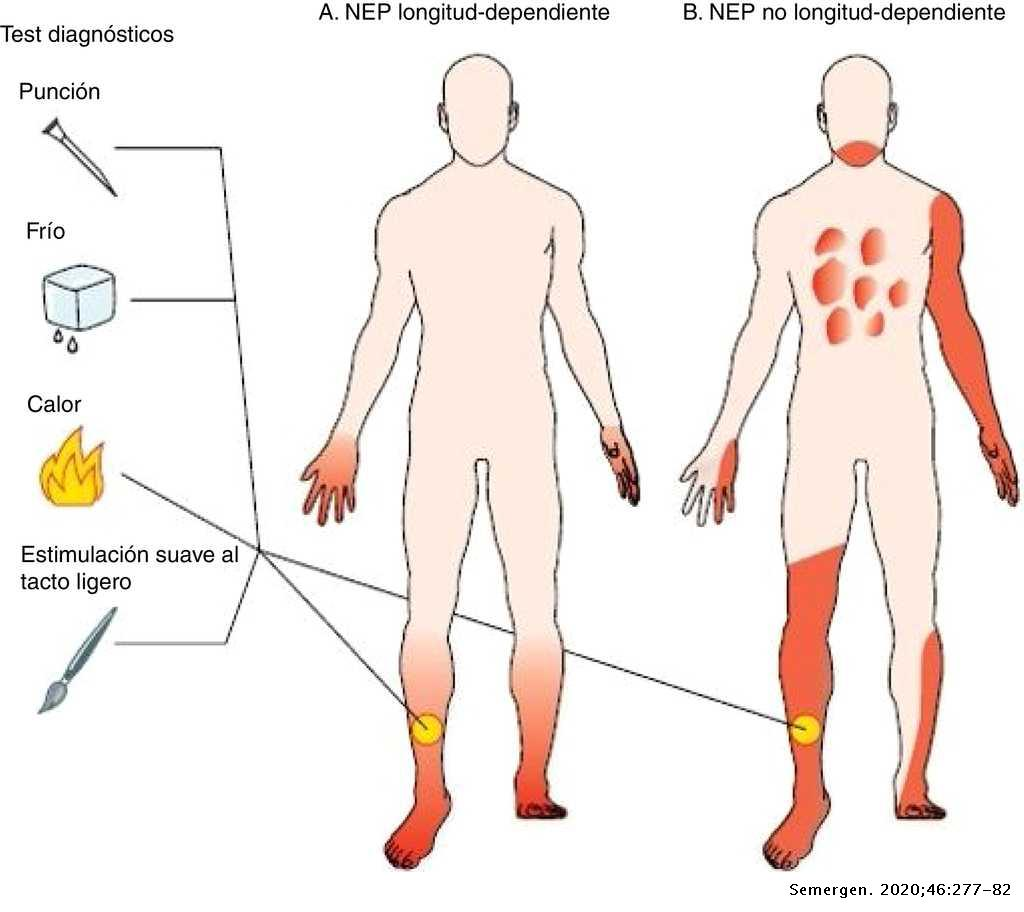 A. NEP longitud-dependiente
B. NEP no longitud-dependiente
Test diagnósticos
Punción
Frío
Calor
Estimulación suave al
tacto ligero
Semergen. 2020;46:277–82